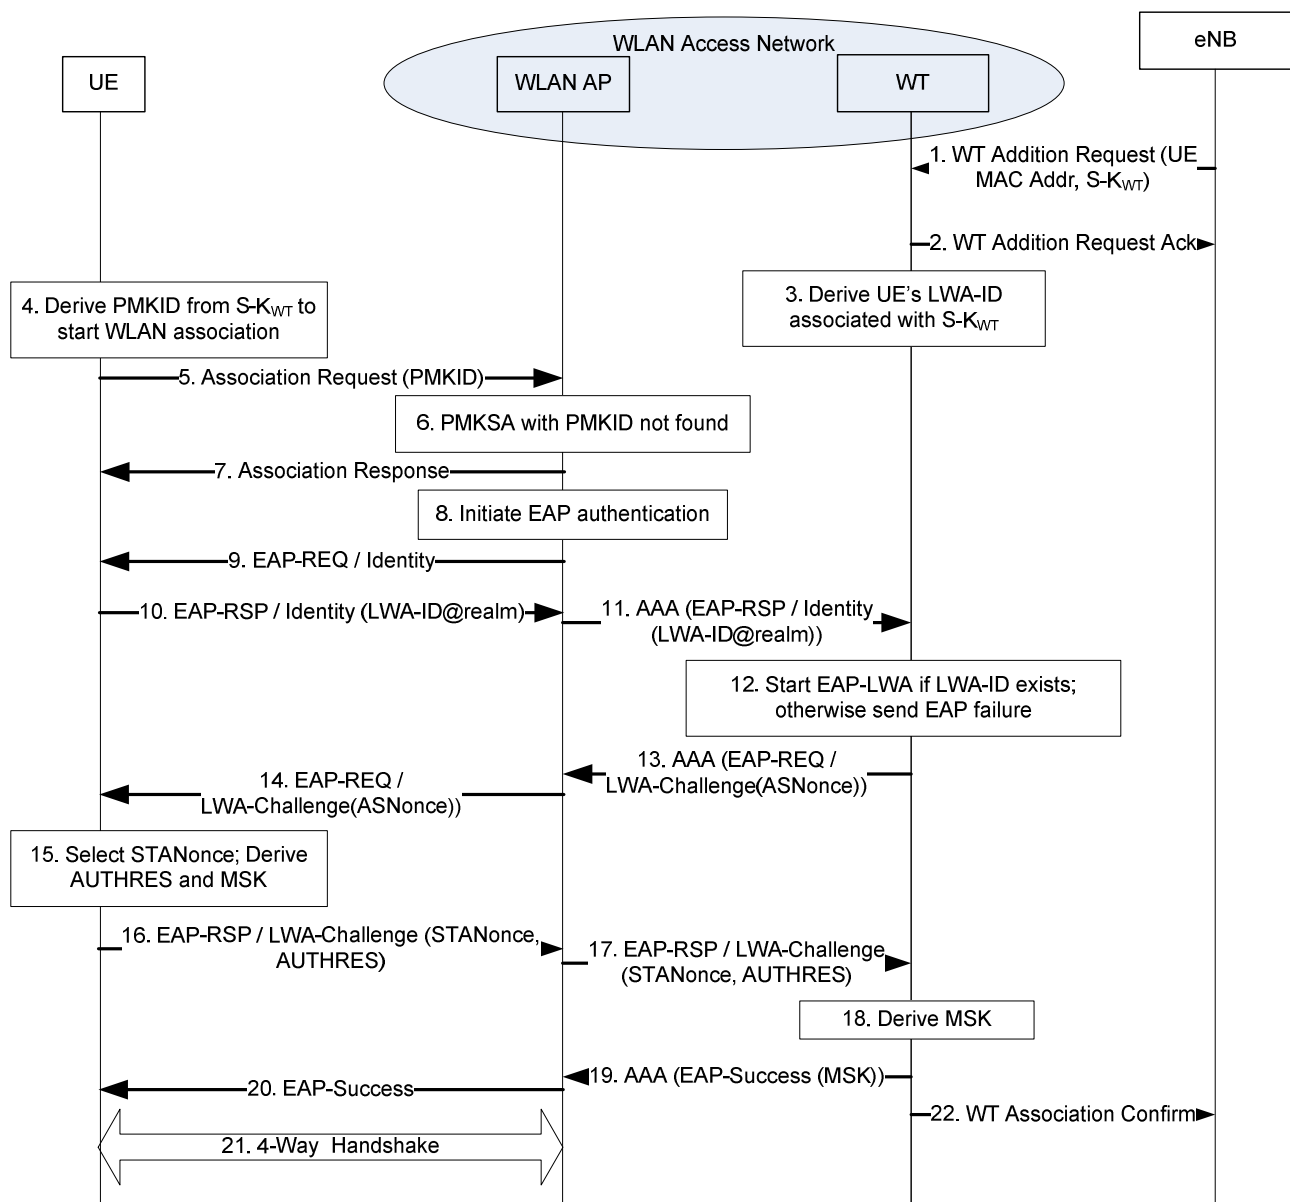 WLAN Access Network
eNB
UE
WLAN AP
WT
1. WT Addition Request (UE
MAC Addr, S-KWT)
2. WT Addition Request Ack
3. Derive UE's LWA-ID
associated with S-KWT
4. Derive PMKID from S-KWT to
start WLAN association
5. Association Request (PMKID)
6. PMKSA with PMKID not found
7. Association Response
8. Initiate EAP authentication
9. EAP-REQ / Identity
10. EAP-RSP / Identity (LWA-ID@realm)
11. AAA (EAP-RSP / Identity
(LWA-ID@realm))
12. Start EAP-LWA if LWA-ID exists;
otherwise send EAP failure
13. AAA (EAP-REQ /
LWA-Challenge(ASNonce))
14. EAP-REQ /
LWA-Challenge(ASNonce))
15. Select STANonce; Derive
AUTHRES and MSK
16. EAP-RSP / LWA-Challenge (STANonce,
AUTHRES)
17. EAP-RSP / LWA-Challenge
(STANonce, AUTHRES)
18. Derive MSK
19. AAA (EAP-Success (MSK))
20. EAP-Success
22. WT Association Confirm
21. 4-Way Handshake